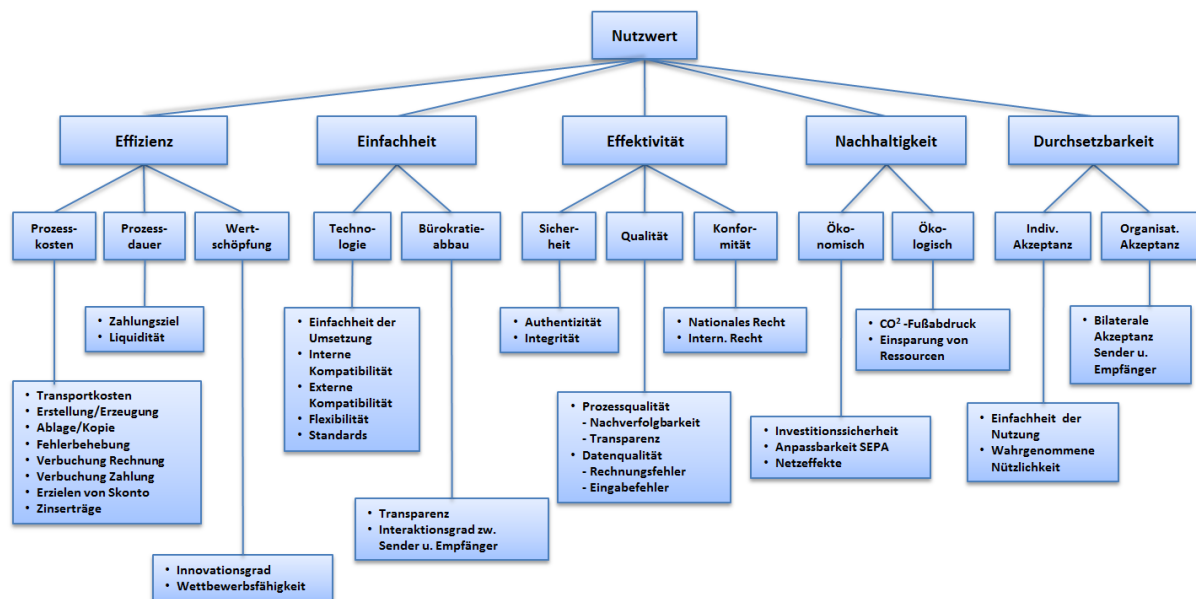 Nutzwert
Effizienz
Einfachheit
Effektivität
Nachhaltigkeit
Durchsetzbarkeit
Prozess-
kosten
Prozess-
dauer
Wert-
schöpfung
Techno-
logie
Bürokratie-
abbau
Sicher-
heit
Qualität
Konfor-
mität
Öko-
nomisch
Öko-
logisch
Indiv.
Akzeptanz
Organisat.
Akzeptanz
• Zahlungsziel
• Liquidität
• Einfachheit der
Umsetzung
• Interne
Kompatibilität
• Externe
Kompatibilität
• Flexibilität
• Standards
• Authentizität
• Integrität
• Nationales Recht
• Intern. Recht
• CO² -Fußabdruck
• Einsparung von
Ressourcen
• Bilaterale
Akzeptanz
Sender u.
Empfänger
• Transportkosten
• Erstellung/Erzeugung
• Ablage/Kopie
• Fehlerbehebung
• Verbuchung Rechnung
• Verbuchung Zahlung
• Erzielen von Skonto
• Zinserträge
• Prozessqualität
- Nachverfolgbarkeit
- Transparenz
• Datenqualität
- Rechnungsfehler
- Eingabefehler
• Investitionssicherheit
• Anpassbarkeit SEPA
• Netzeffekte
• Einfachheit der
Nutzung
• Wahrgenommene
Nützlichkeit
• Transparenz
• Interaktionsgrad zw.
Sender u. Empfänger
• Innovationsgrad
• Wettbewerbsfähigkeit